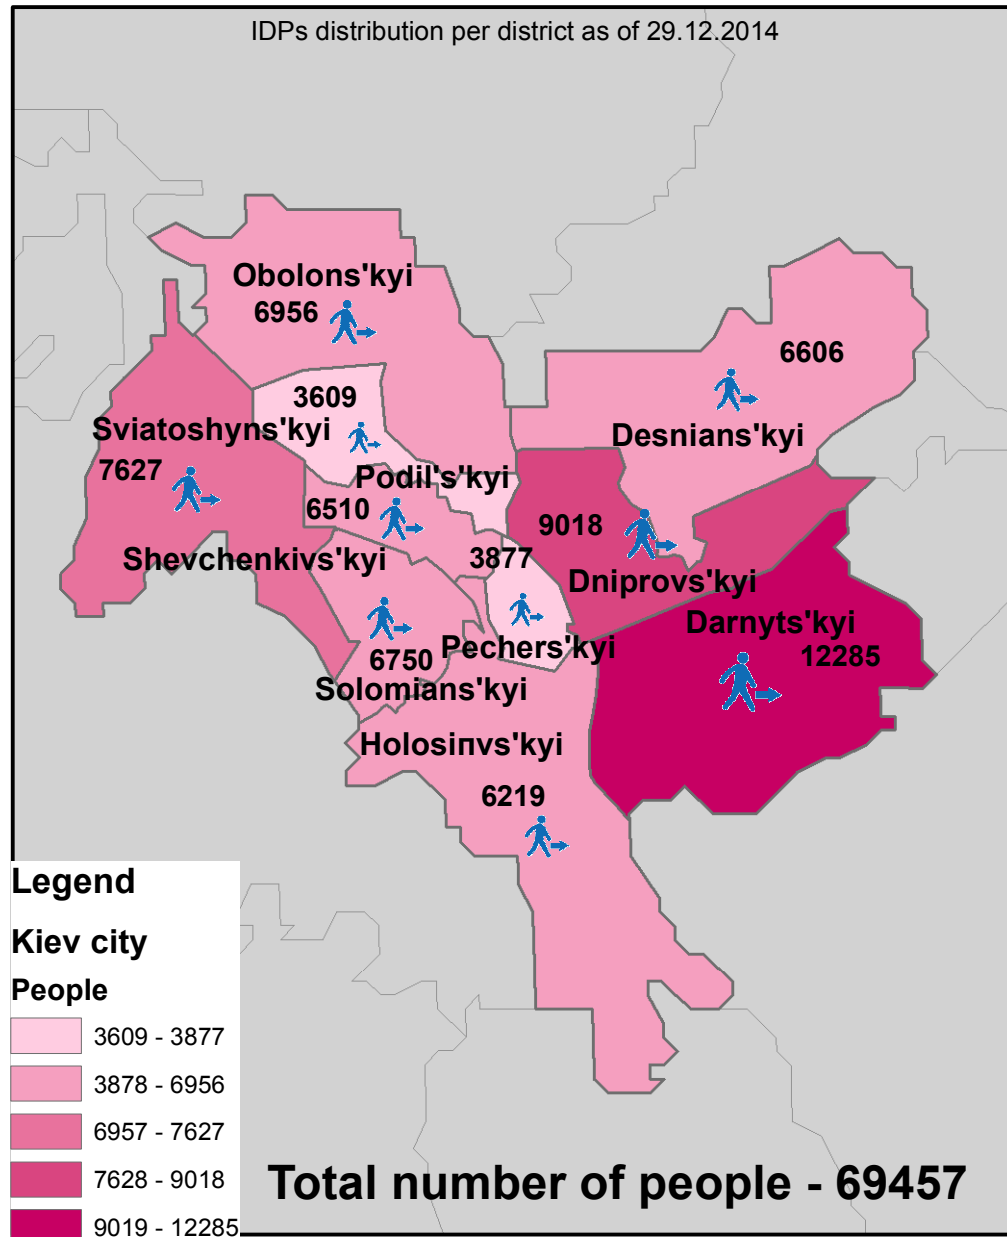 IDPs distribution per district as of 29.12.2014
Obolons'kyi
6956
6606
3609
Sviatoshyns'kyi
Desnians'kyi
7627
Podil's'kyi
6510
9018
3877
Shevchenkivs'kyi
Dniprovs'kyi
Darnyts'kyi
12285
Pechers'kyi
6750
Solomians'kyi
Holosiпvs'kyi
6219
Legend
Kiev city
People
3609 - 3877
3878 - 6956
6957 - 7627
7628 - 9018
9019 - 12285
Total number of people - 69457